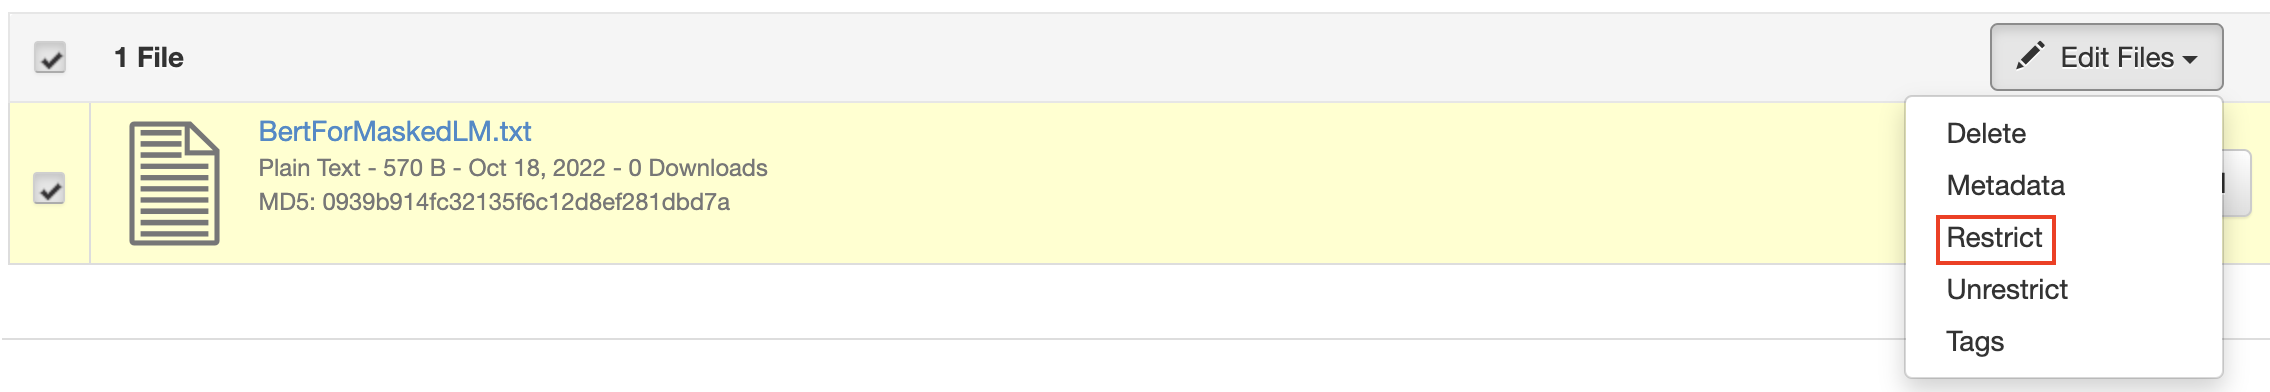 1 File
Edit Files
BertForMaskedLM.txt
Plain Text - 570 B - Oct 18, 2022 - 0 Downloads
MD5: 0939b914fc32135f6c12d8ef281dbd7a
Delete
Metadata
Restrict
Unrestrict
Tags